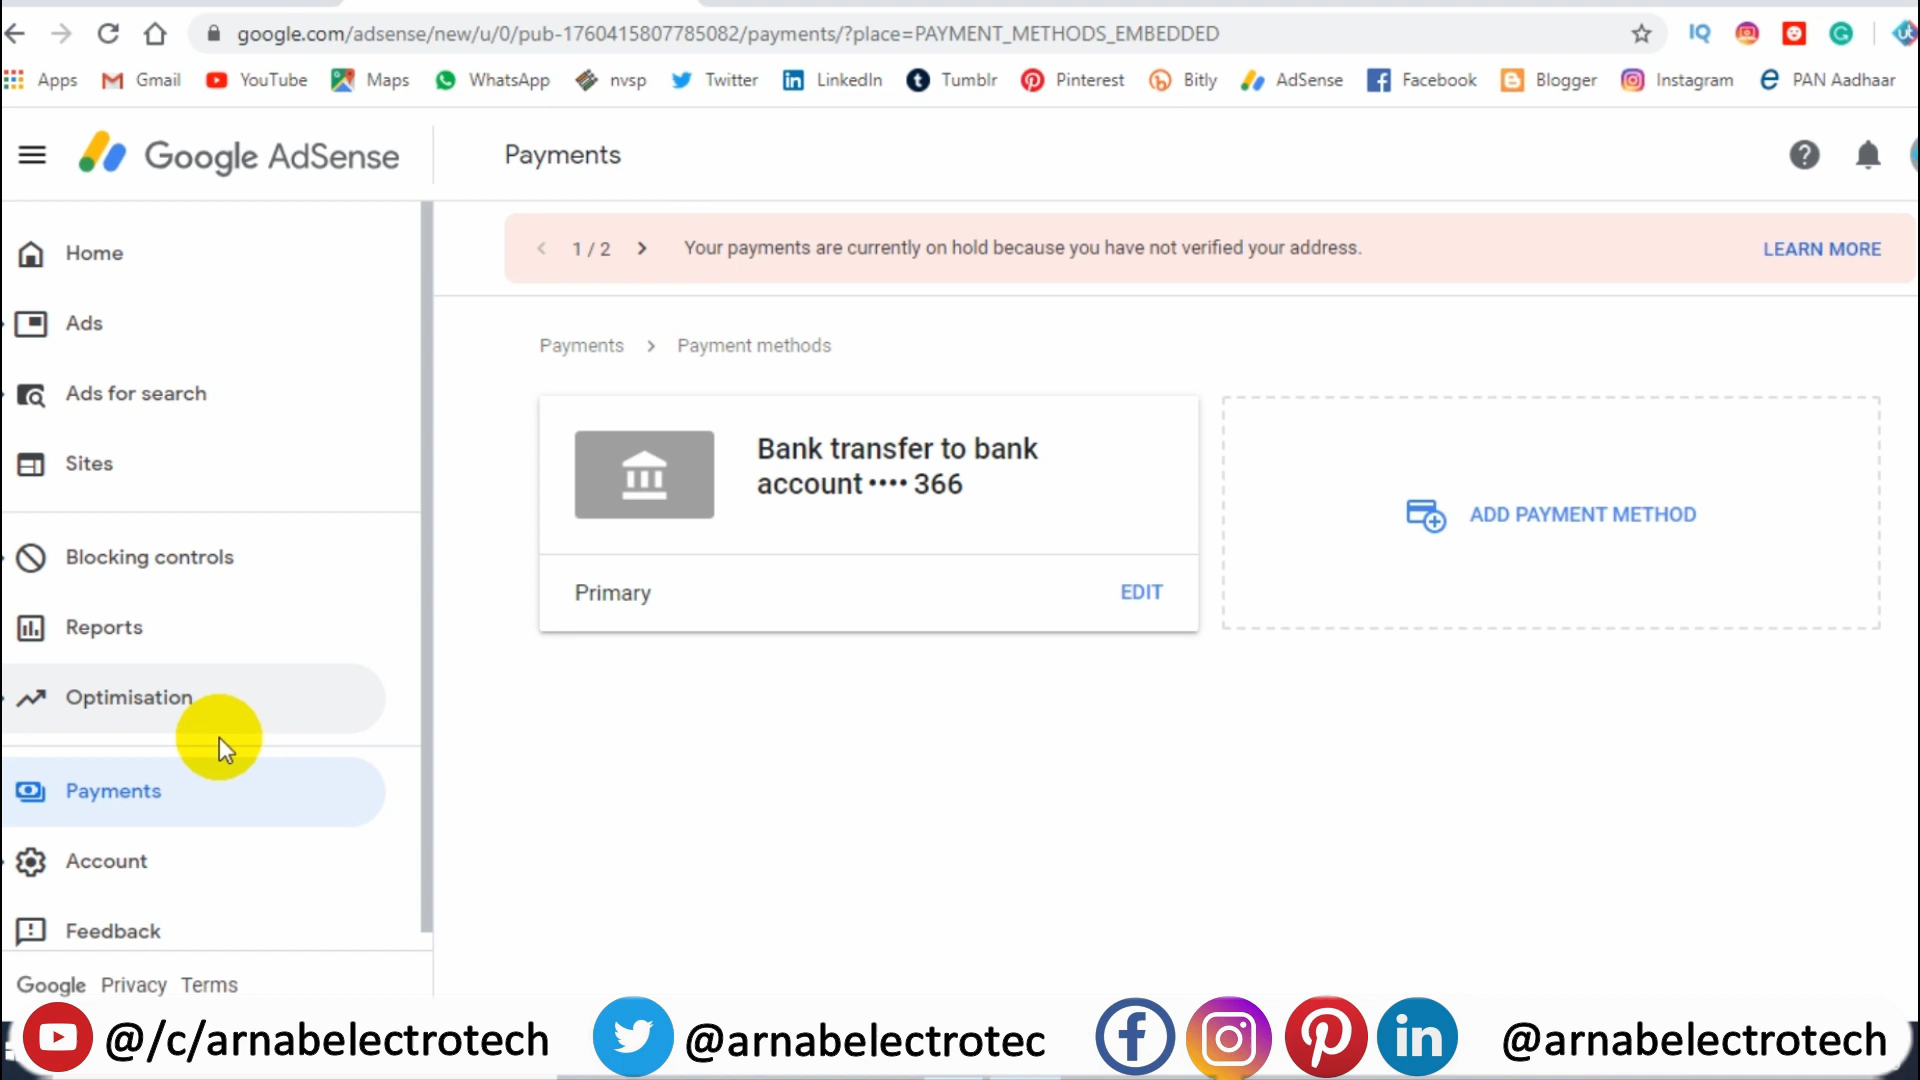 google.com/adsense/new/u/0/pub-1760415807785082/payments/?place=PAYMENT_METHODS_EMBEDDED
IQ
Apps Gmail YouTube Maps WhatsApp nvsp Twitter LinkedIn Tumblr Pinterest Bitly AdSense Facebook Blogger Instagram PAN Aadhaar
Google AdSense
Payments
1 / 2
Your payments are currently on hold because you have not verified your address.
LEARN MORE
Home
Ads
Ads for search
Sites
Blocking controls
Reports
Optimisation
Payments
Account
Feedback
Google Privacy Terms
Payments > Payment methods
Bank transfer to bank
account •••• 366
Primary
EDIT
ADD PAYMENT METHOD
@/c/arnabelectrotech
@arnabelectrotec
@arnabelectrotech